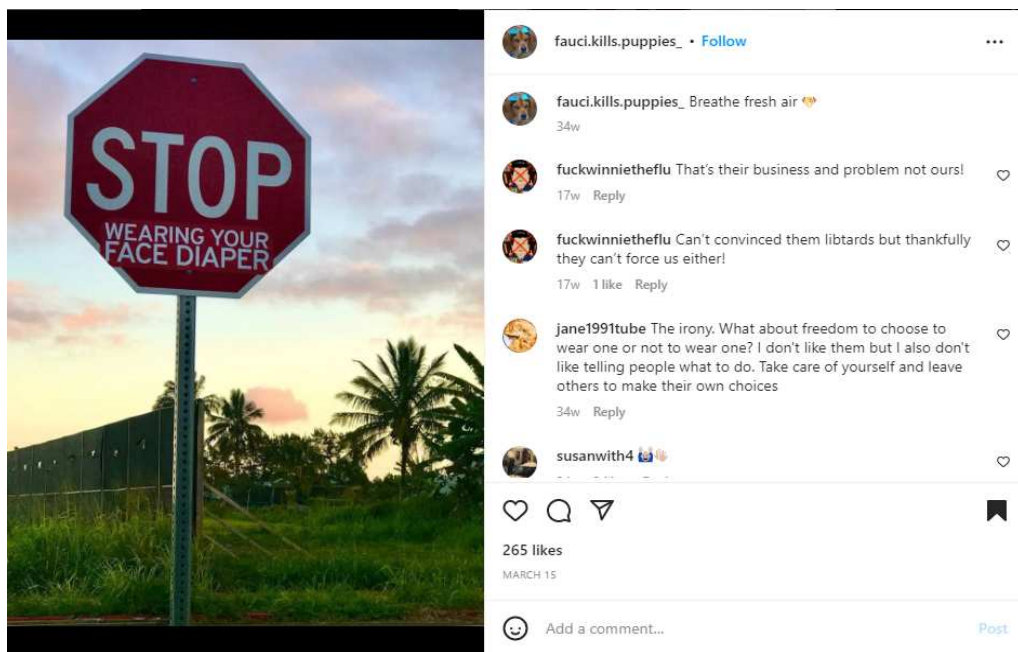 STOP
WEARING YOUR
FACE DIAPER
fauci.kills.puppies_ • Follow
fauci.kills.puppies_ Breathe fresh air
34w
fuckwinnietheflu That's their business and problem not ours!
17w Reply
fuckwinnietheflu Can't convinced them libtards but thankfully
they can't force us either!
17w 1 like Reply
jane1991tube The irony. What about freedom to choose to
wear one or not to wear one? I don't like them but I also don't
like telling people what to do. Take care of yourself and leave
others to make their own choices
34w Reply
susanwith4
265 likes
MARCH 15
Add a comment...
Post